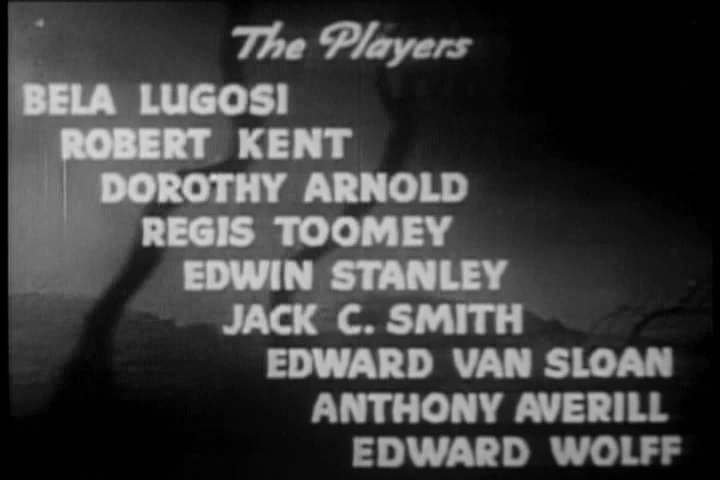 The Players
BELA LUGOSI
ROBERT KENT
DOROTHY ARNOLD
REGIS TOOMEY
EDWIN STANLEY
JACK C. SMITH
EDWARD VAN SLOAN
ANTHONY AVERILL
EDWARD WOLFF